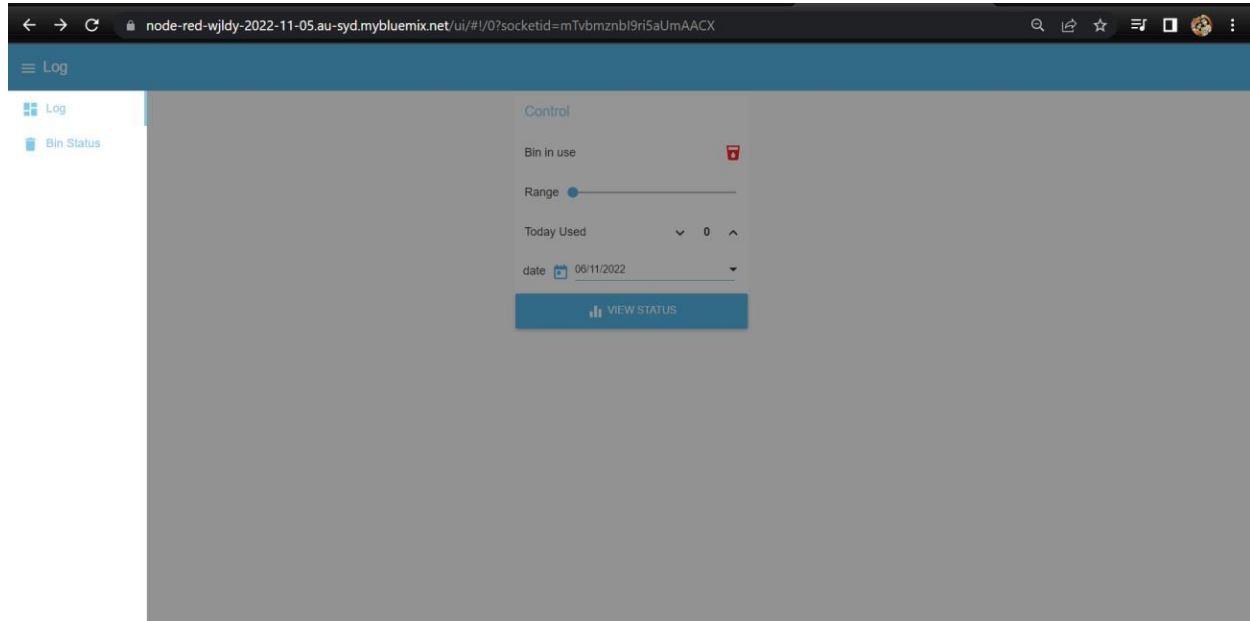 node-red-wjldy-2022-11-05.au-syd.mybluemix.net/ui/#!/0?socketid=mTvbmznbI9ri5aUmAACX
Log
Log
Bin Status
Control
Bin in use
Range
Today Used 0
date 06/11/2022
VIEW STATUS